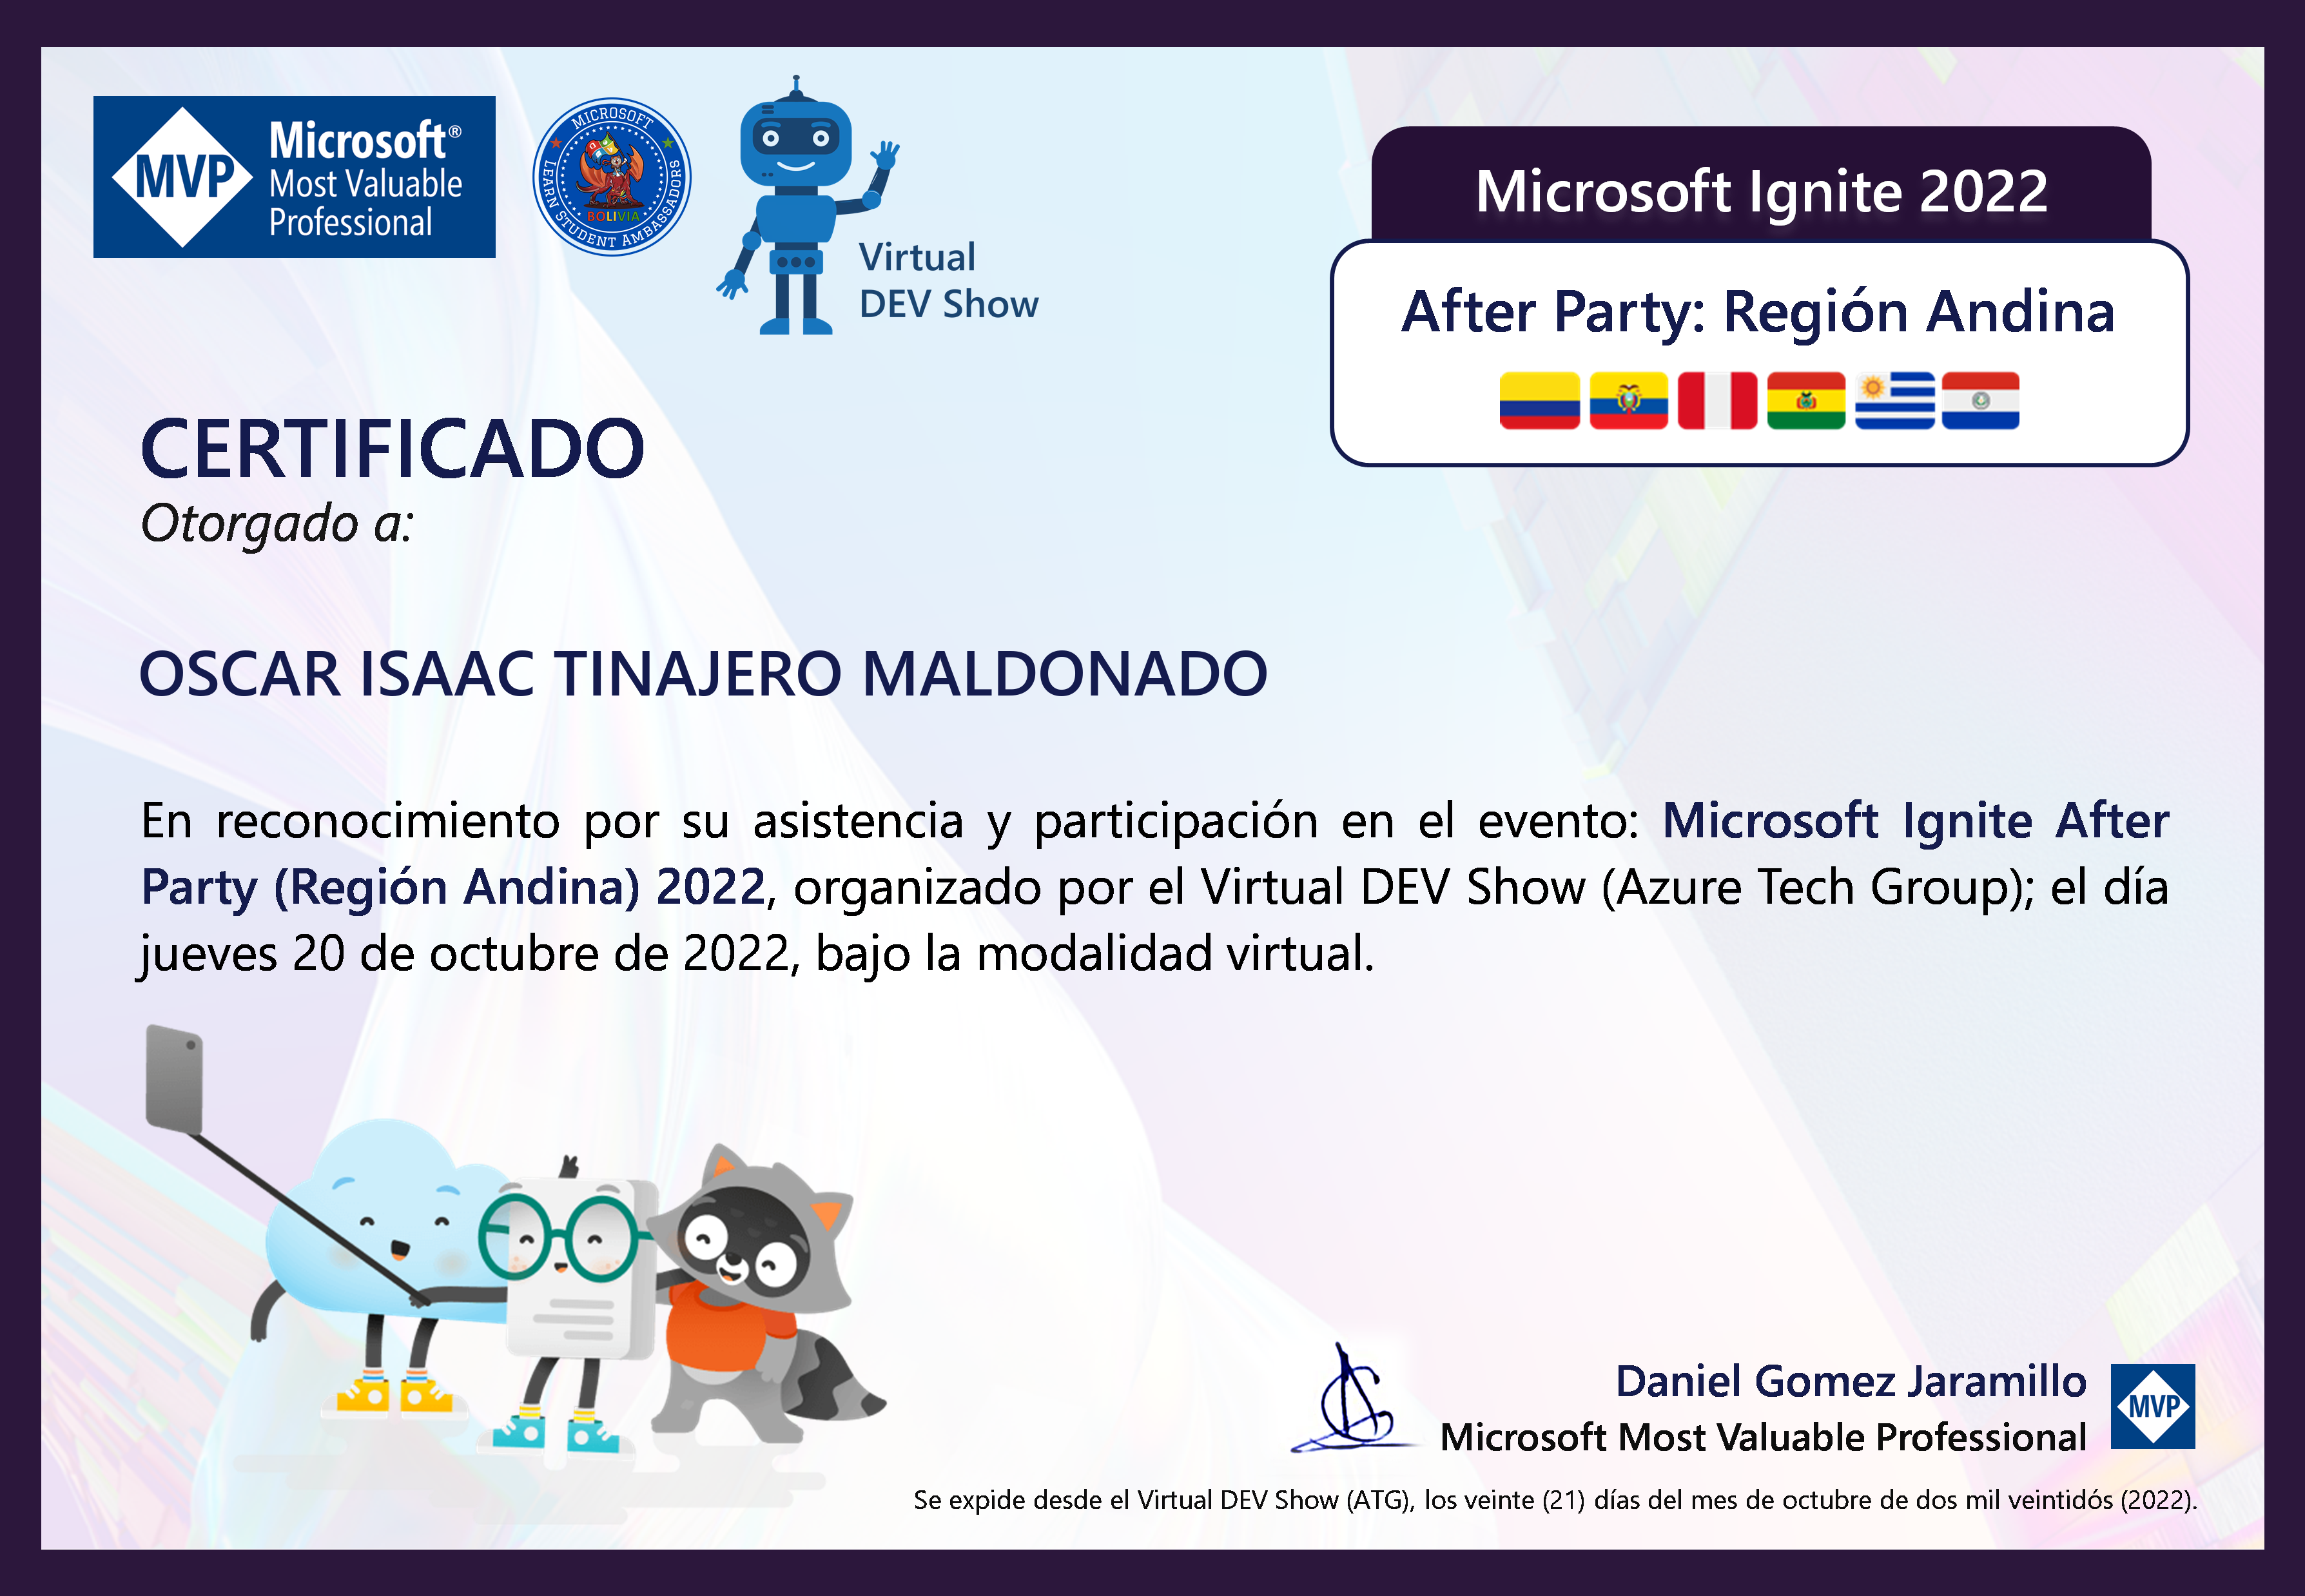 MVP
Microsoft®
Most Valuable
Professional
MICROSOFT
LEARN STUDENT AMBASSADORS
BOLIVIA
Virtual
DEV Show
Microsoft Ignite 2022
After Party: Región Andina
CERTIFICADO
Otorgado a:
OSCAR ISAAC TINAJERO MALDONADO
En reconocimiento por su asistencia y participación en el evento: Microsoft Ignite After
Party (Región Andina) 2022, organizado por el Virtual DEV Show (Azure Tech Group); el día
jueves 20 de octubre de 2022, bajo la modalidad virtual.
Daniel Gomez Jaramillo
Microsoft Most Valuable Professional
MVP
Se expide desde el Virtual DEV Show (ATG), los veinte (21) días del mes de octubre de dos mil veintidós (2022).